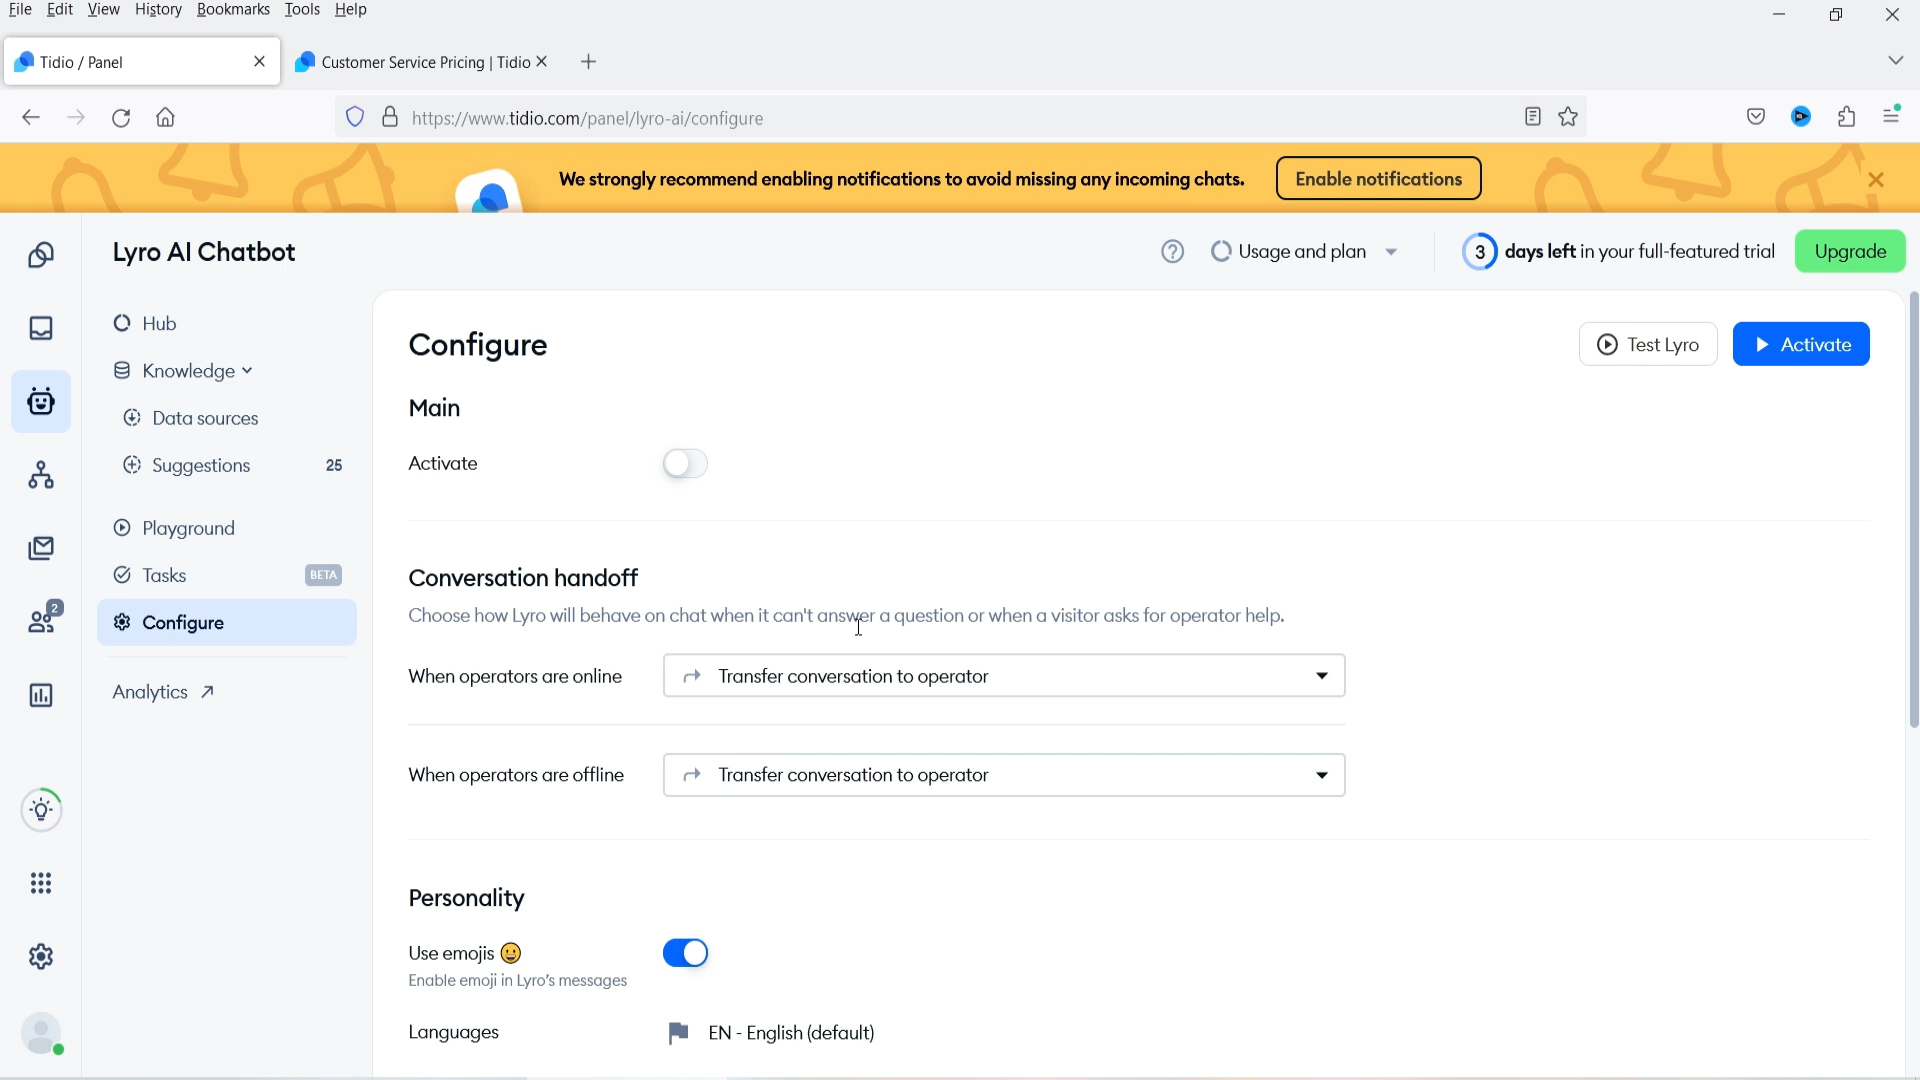 File Edit View History Bookmarks Tools Help
Tidio / Panel
Customer Service Pricing | Tidio
https://www.tidio.com/panel/lyro-ai/configure
We strongly recommend enabling notifications to avoid missing any incoming chats.
Enable notifications
Lyro AI Chatbot
Usage and plan
3 days left in your full-featured trial
Upgrade
Hub
Knowledge
Data sources
Suggestions 25
Playground
Tasks BETA
Configure
Analytics
2
Configure
Test Lyro
Activate
Main
Activate
Conversation handoff
Choose how Lyro will behave on chat when it can't answer a question or when a visitor asks for operator help.
When operators are online
Transfer conversation to operator
When operators are offline
Transfer conversation to operator
Personality
Use emojis 😀
Enable emoji in Lyro's messages
Languages
EN - English (default)